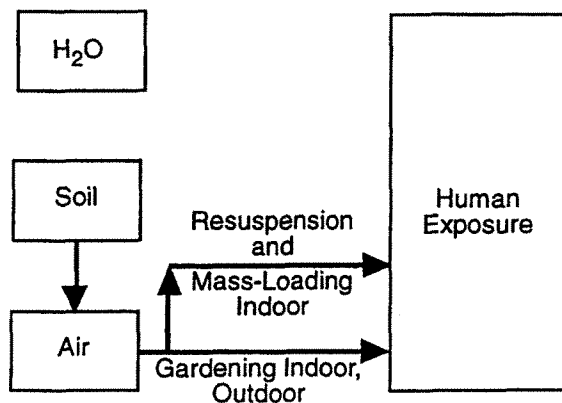 H₂O
Soil
Human
Exposure
Resuspension
and
Mass-Loading
Indoor
Air
Gardening Indoor,
Outdoor